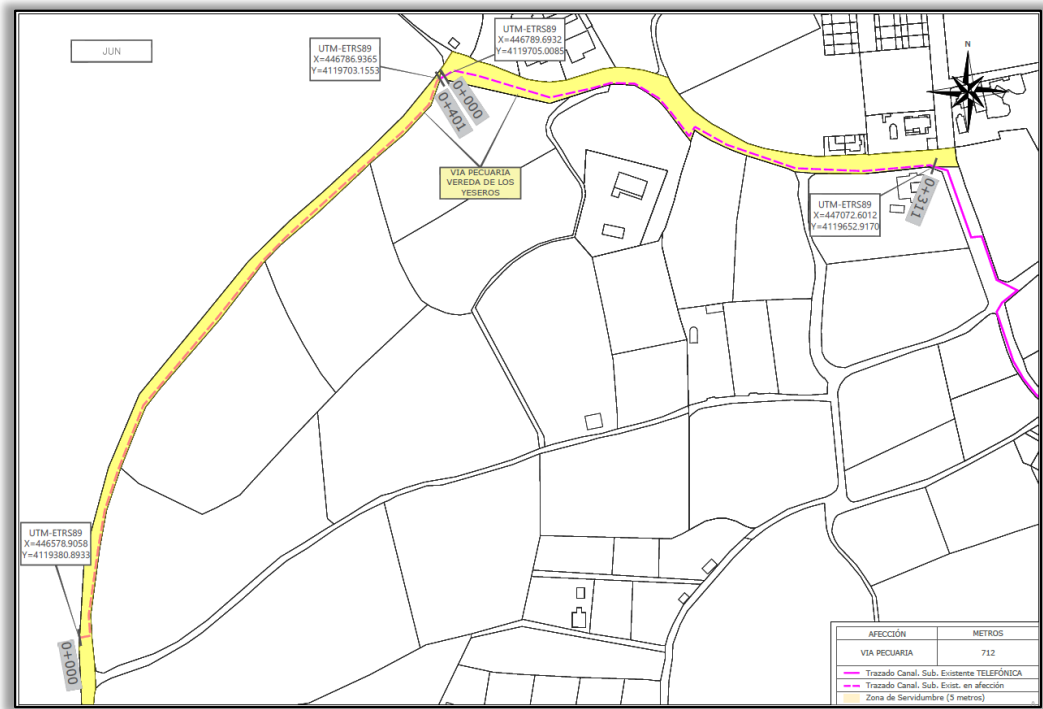 JUN
UTM-ETRS89
X=446786.9365
Y=4119703.1553
UTM-ETRS89
X=446789.6932
Y=4119705.0085
0+000
0+401
VIA PECUARIA
VEREDA DE LOS
YESEROS
N
UTM-ETRS89
X=447072.6012
Y=4119652.9170
0+311
UTM-ETRS89
X=446578.9058
Y=4119380.8933
0+000
AFECCIÓN METROS
VIA PECUARIA 712
Trazado Canal. Sub. Existente TELEFÓNICA
Trazado Canal. Sub. Exist. en afección
Zona de Servidumbre (5 metros)